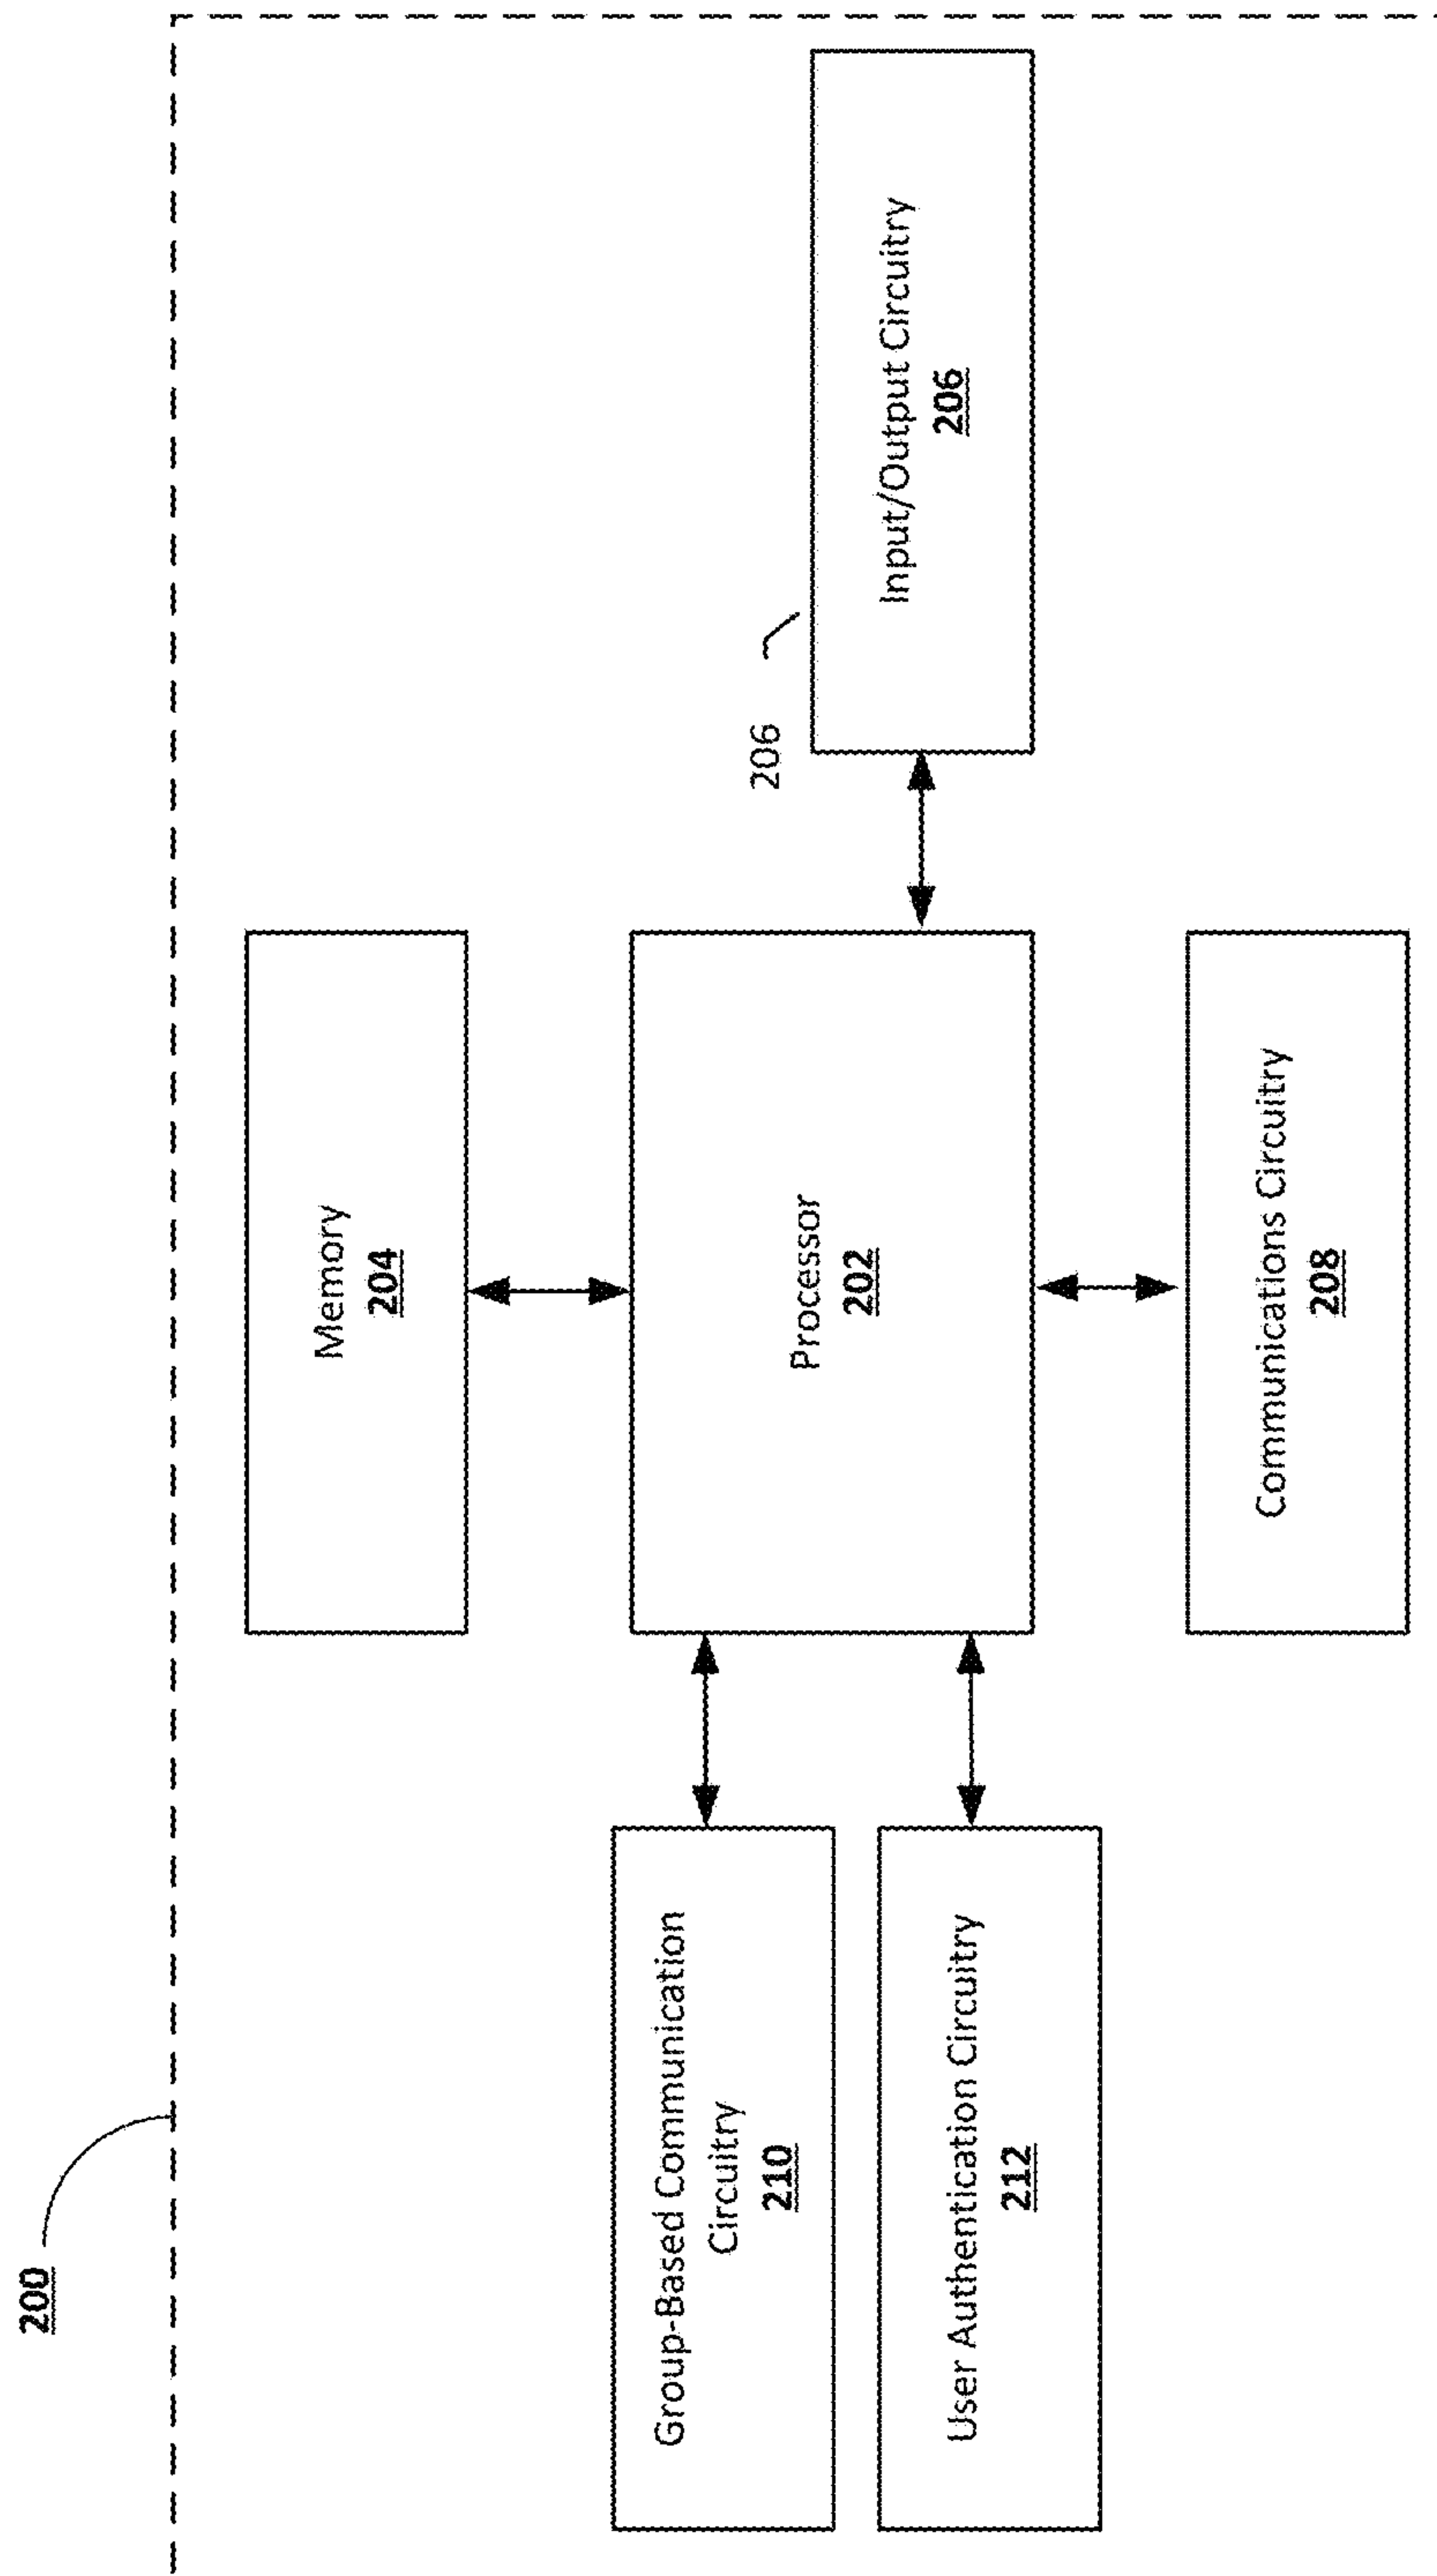 200
Memory
204
Group-Based Communication
Circuitry
210
Processor
202
206
Input/Output Circuitry
206
User Authentication Circuitry
212
Communications Circuitry
208